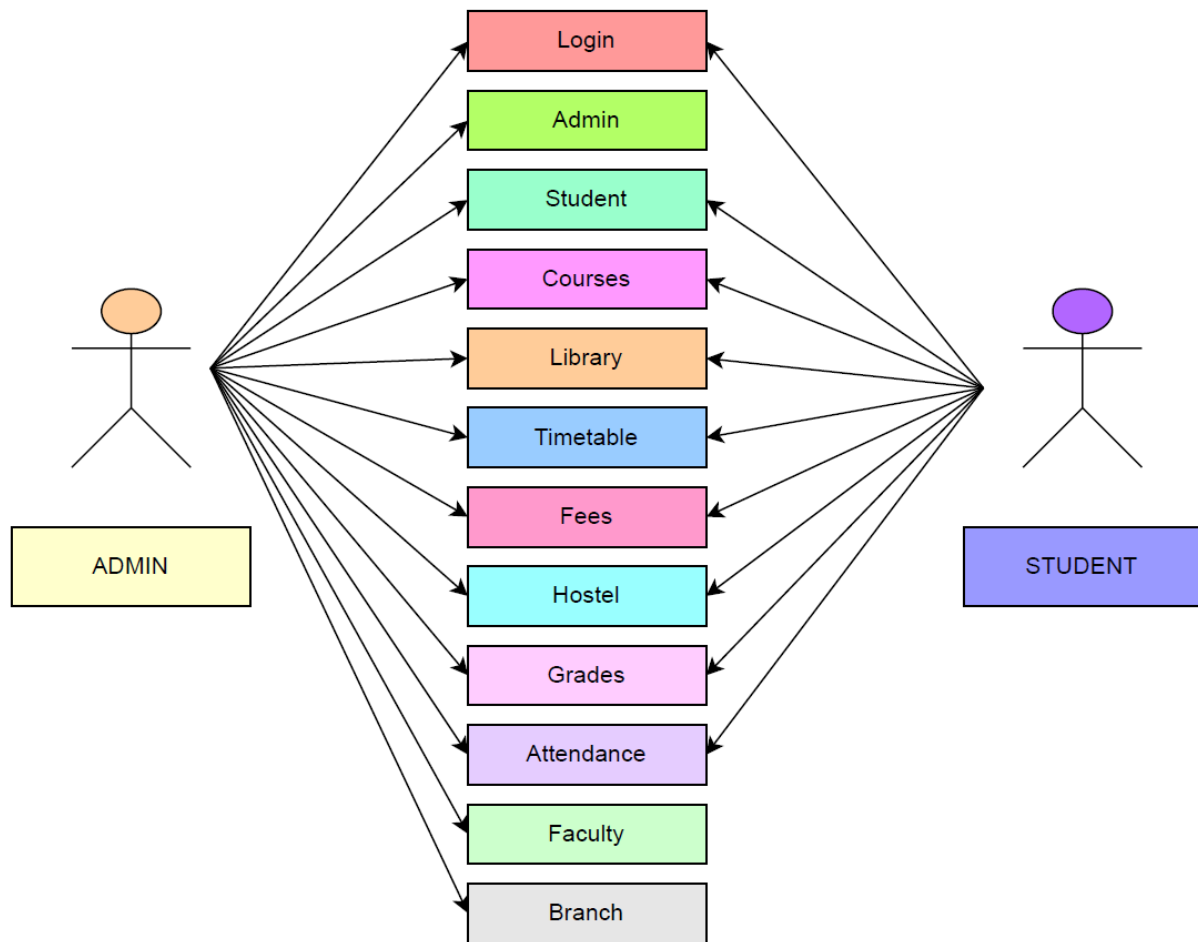 Login
Admin
Student
Courses
Library
Timetable
Fees
Hostel
Grades
Attendance
Faculty
Branch
ADMIN
STUDENT